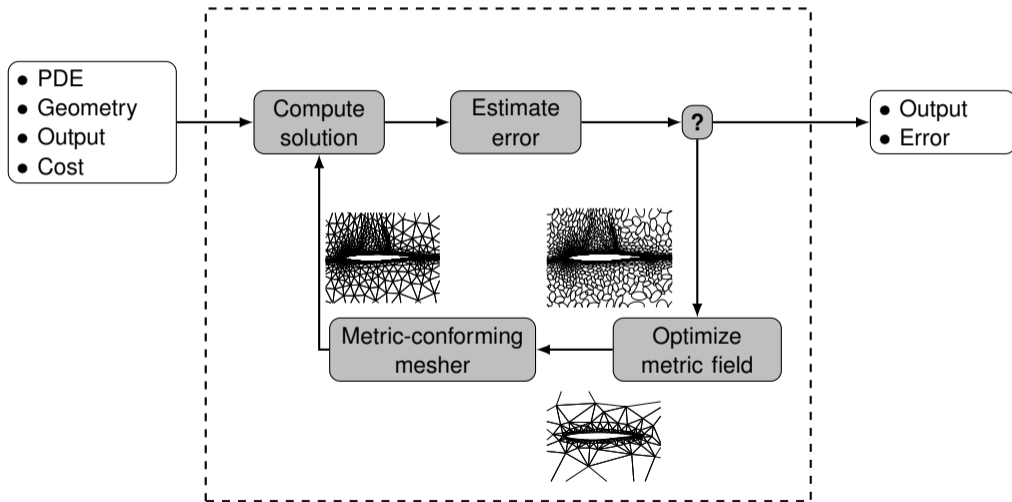 ● PDE
● Geometry
● Output
● Cost
Compute
solution
Estimate
error
?
● Output
● Error
Metric-conforming
mesher
Optimize
metric field